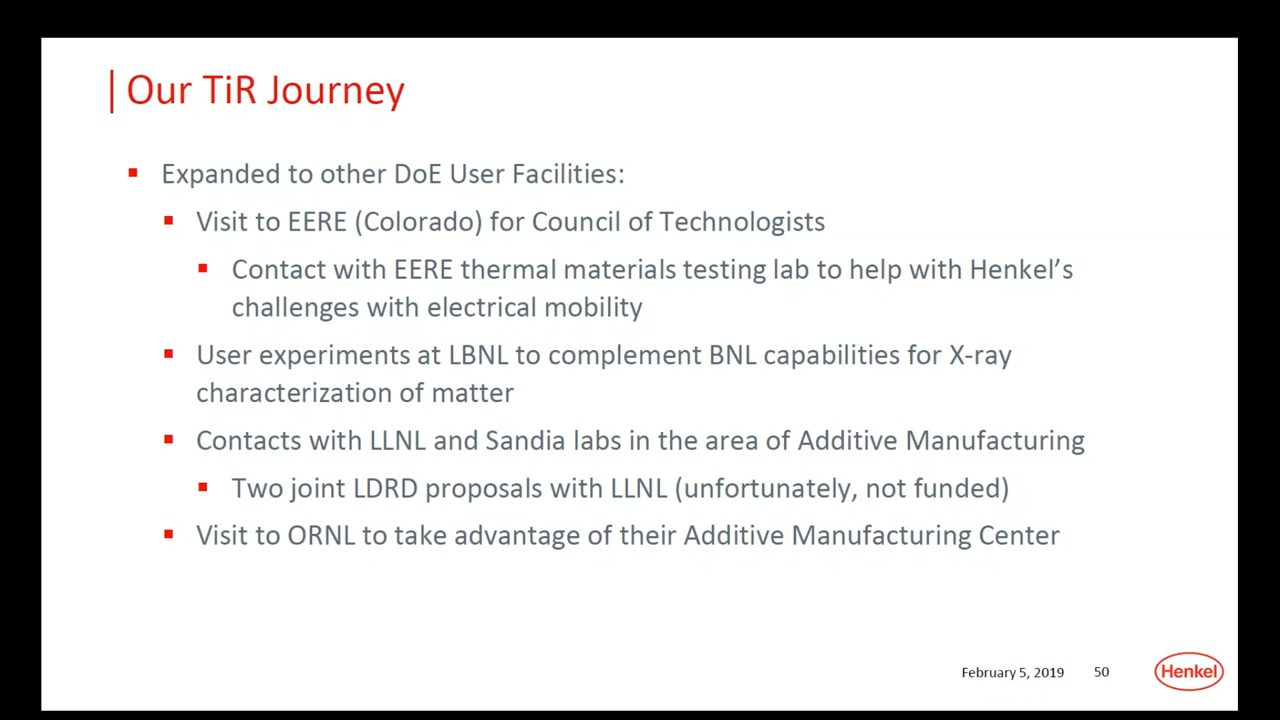 Our TiR Journey
Expanded to other DoE User Facilities:
Visit to EERE (Colorado) for Council of Technologists
Contact with EERE thermal materials testing lab to help with Henkel’s
challenges with electrical mobility
User experiments at LBNL to complement BNL capabilities for X-ray
characterization of matter
Contacts with LLNL and Sandia labs in the area of Additive Manufacturing
Two joint LDRD proposals with LLNL (unfortunately, not funded)
Visit to ORNL to take advantage of their Additive Manufacturing Center
February 5, 2019 50
Henkel